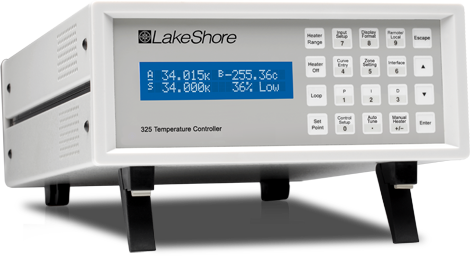 LakeShore
A 34.015K B-255.36C
S 34.000K 36% Low
325 Temperature Controller
Heater Range
Input Setup 7
Display Format 8
Remote Local 9
Escape
Heater Off
Curve Entry 4
Zone Setting 5
Interface 6
▲
Loop
P 1
I 2
D 3
▼
Set Point
Control Setup 0
Auto Tune .
Manual Heater +/-
Enter